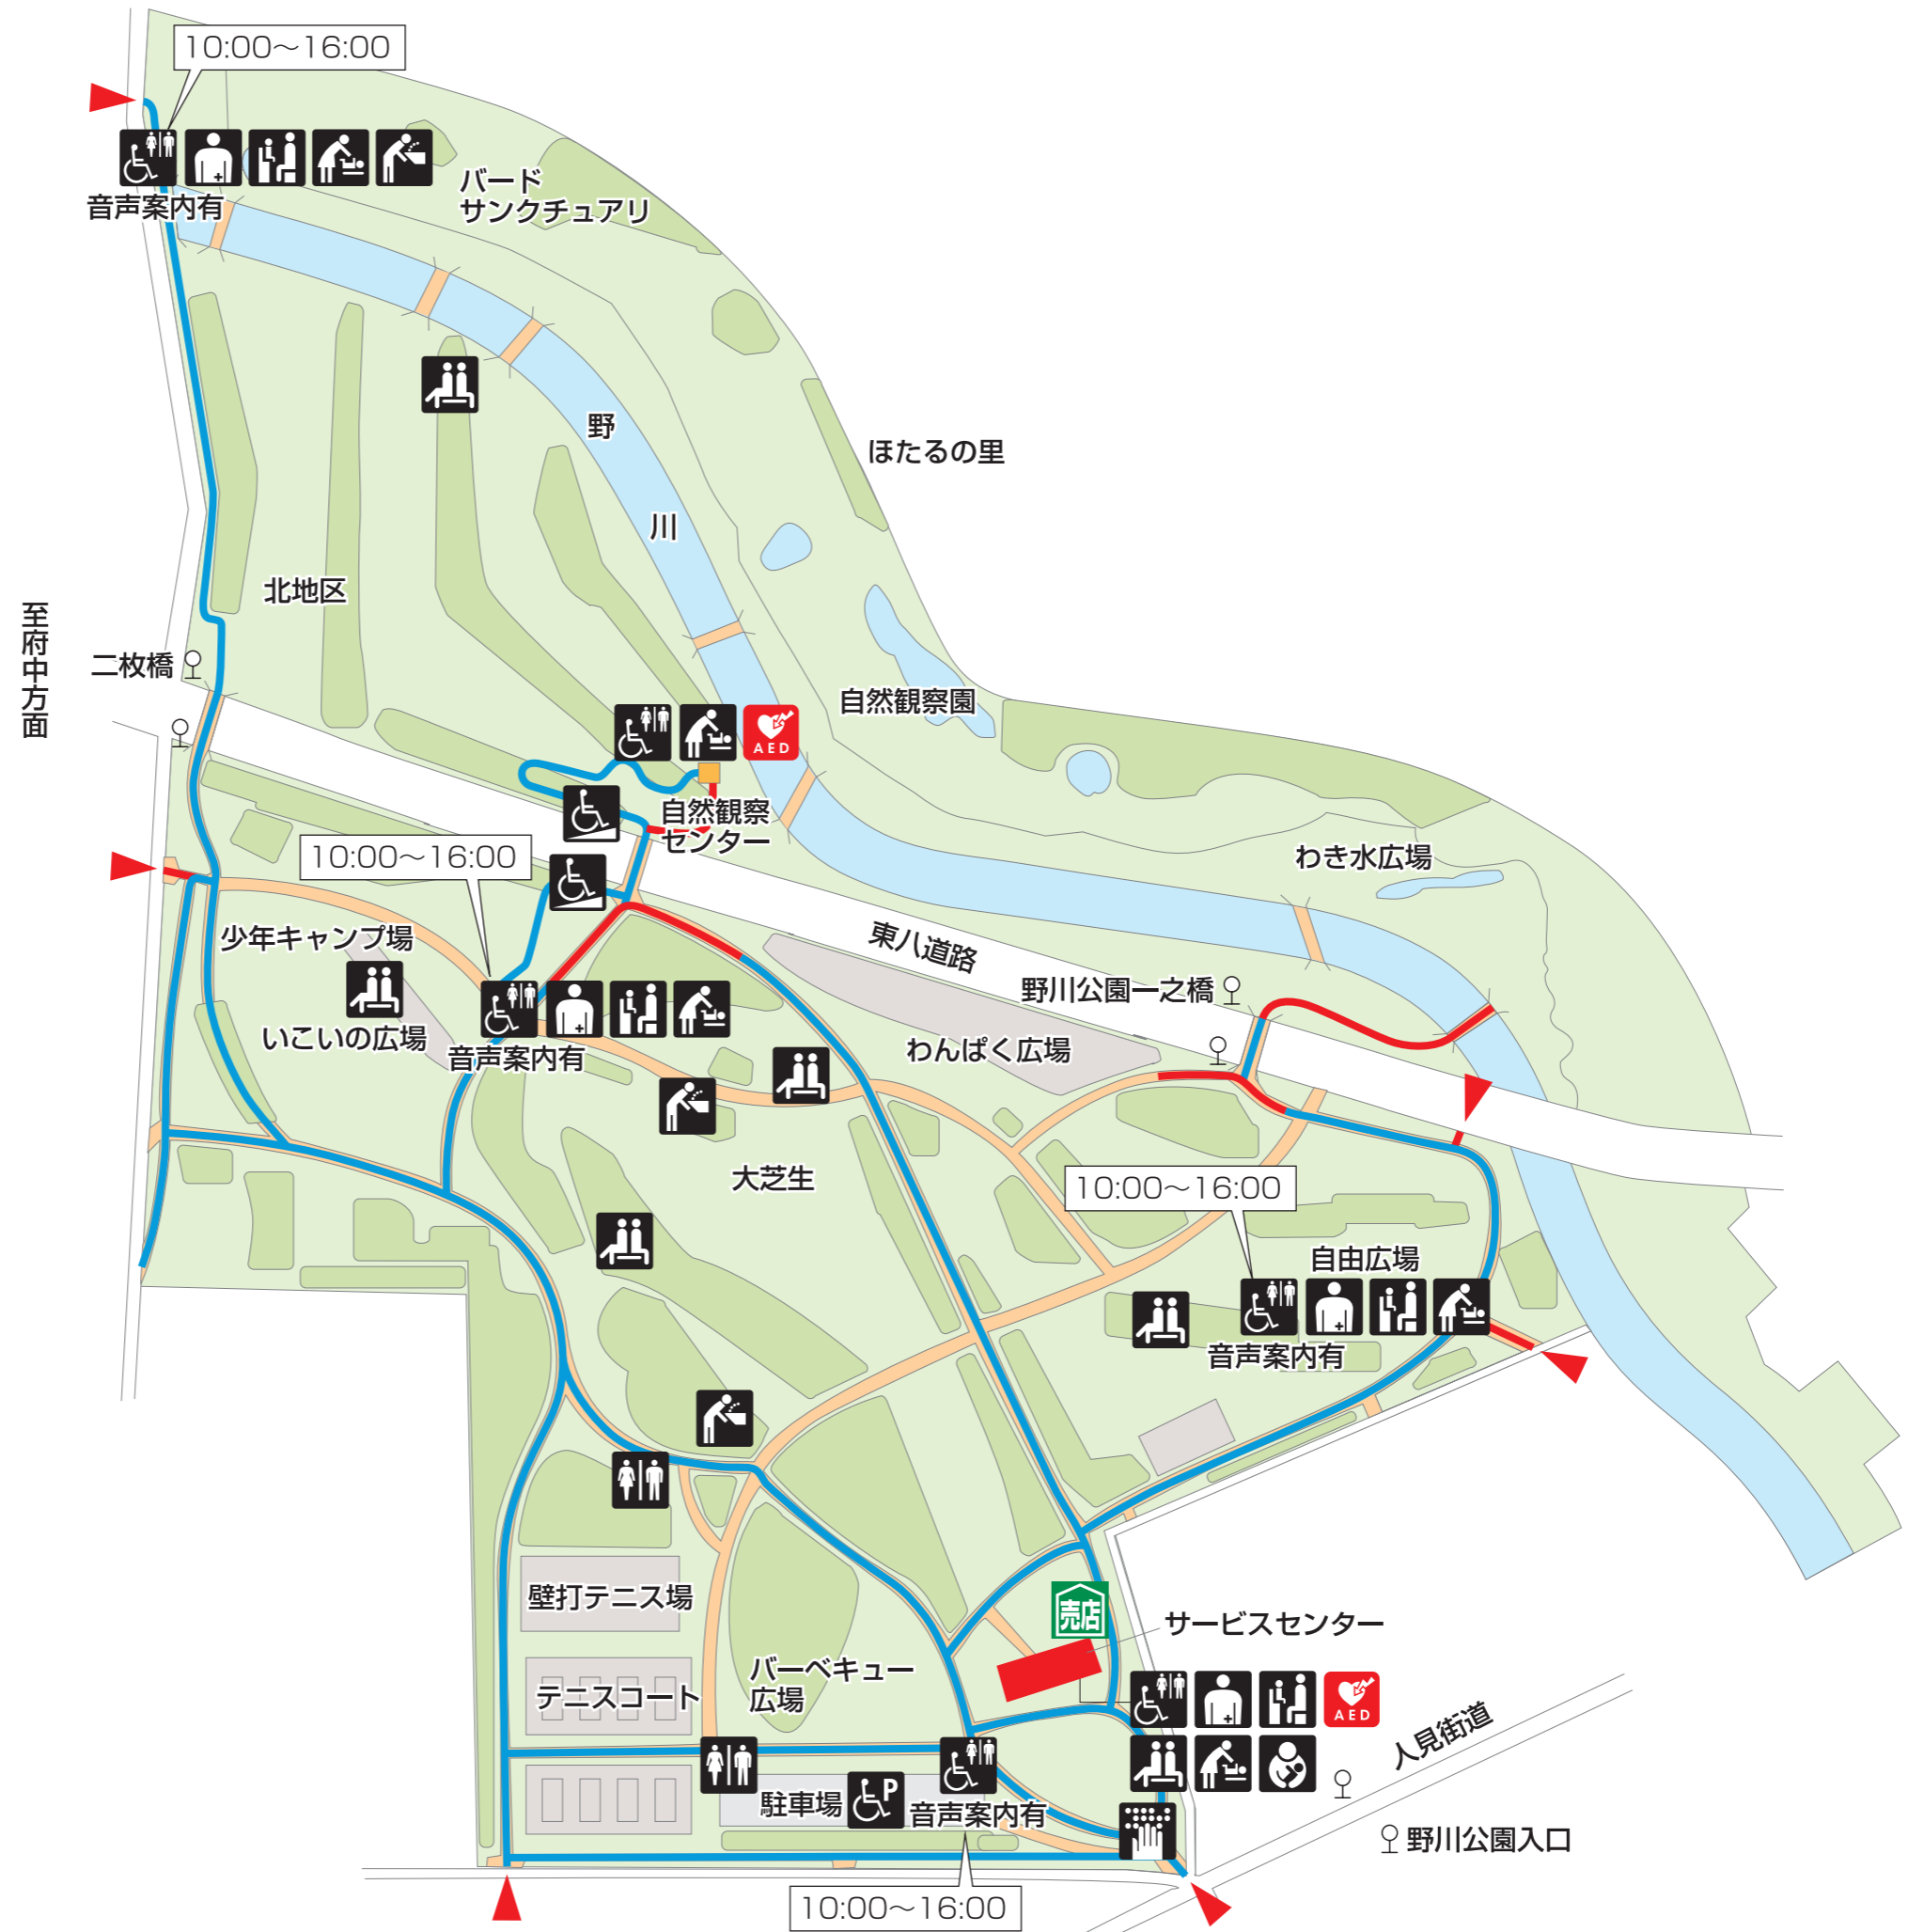 10:00～16:00
音声案内有
バード
サンクチュアリ
野
川
ほたるの里
北地区
至府中方面
二枚橋
自然観察園
AED
自然観察
センター
10:00～16:00
わき水広場
少年キャンプ場
東八道路
野川公園一之橋
いこいの広場
音声案内有
わんぱく広場
大芝生
10:00～16:00
自由広場
音声案内有
壁打テニス場
売店
サービスセンター
バーベキュー
広場
テニスコート
AED
人見街道
駐車場
P
音声案内有
野川公園入口
10:00～16:00